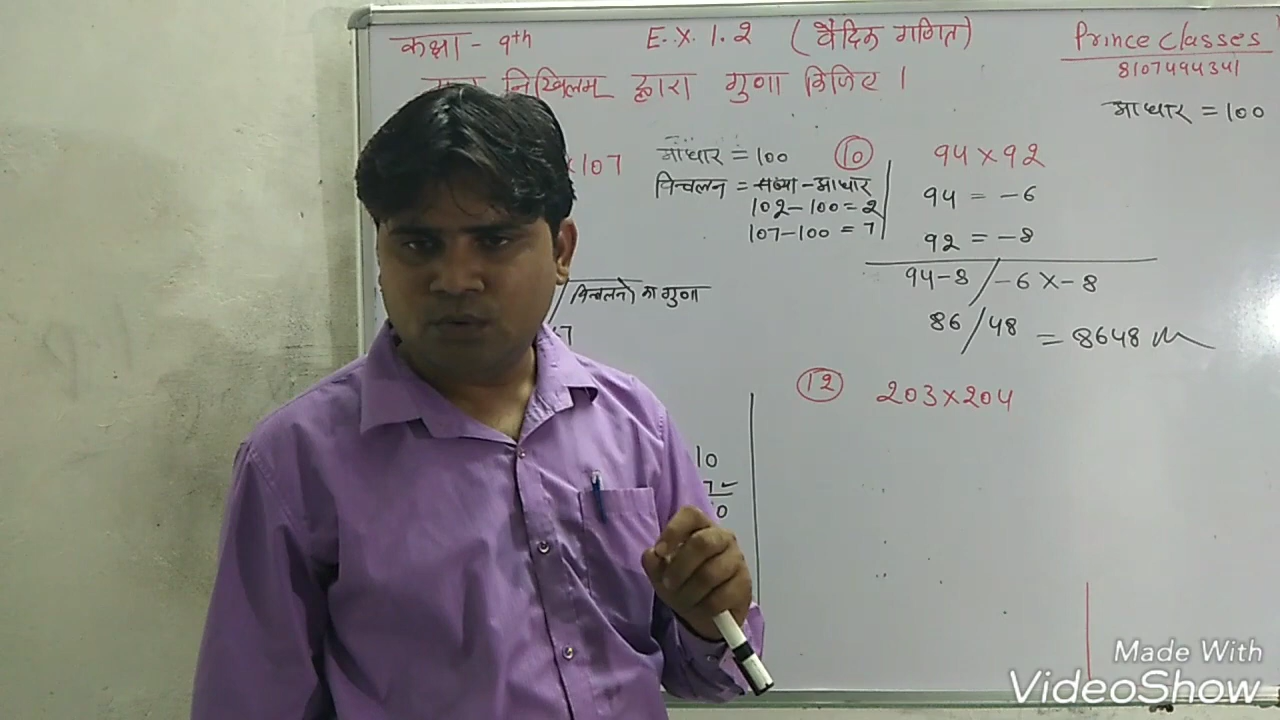 कक्षा - 9th E.X.1.2 (वैदिक गणित)
निखिलम् द्वारा गुणा किजिए ।
Prince Classes
8107494341
आधार = 100
×107
आधार = 100
विचलन = संख्या - आधार
102-100=2
107-100 = 7
विचलनों का गुणा
10
10 94×92
94 = -6
92 = -8
94-8/-6×-8
86/48 = 8648
12 203×204
Made With
VideoShow